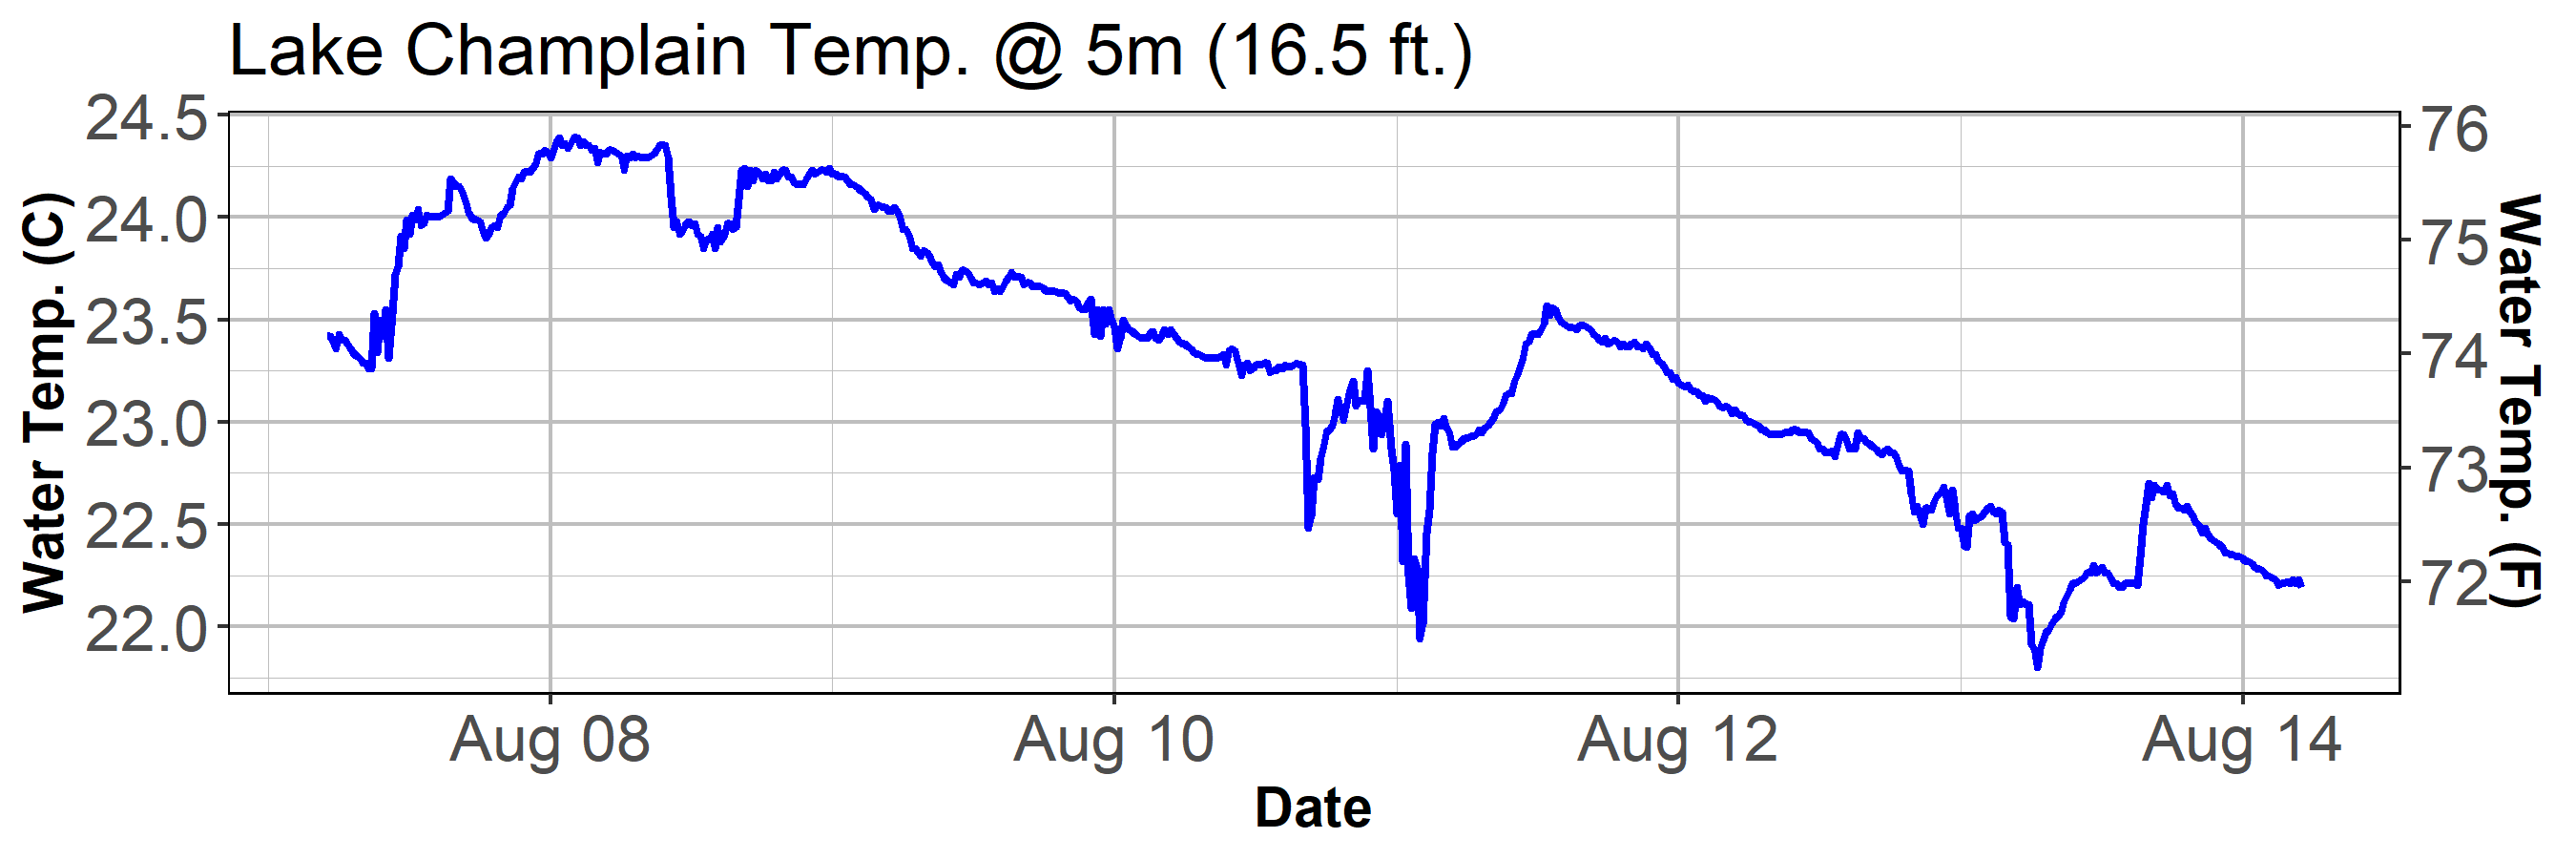 Lake Champlain Temp. @ 5m (16.5 ft.)
Water Temp. (C)
24.5
24.0
23.5
23.0
22.5
22.0
76
75
74
73
72
Water Temp. (F)
Aug 08
Aug 10
Aug 12
Aug 14
Date